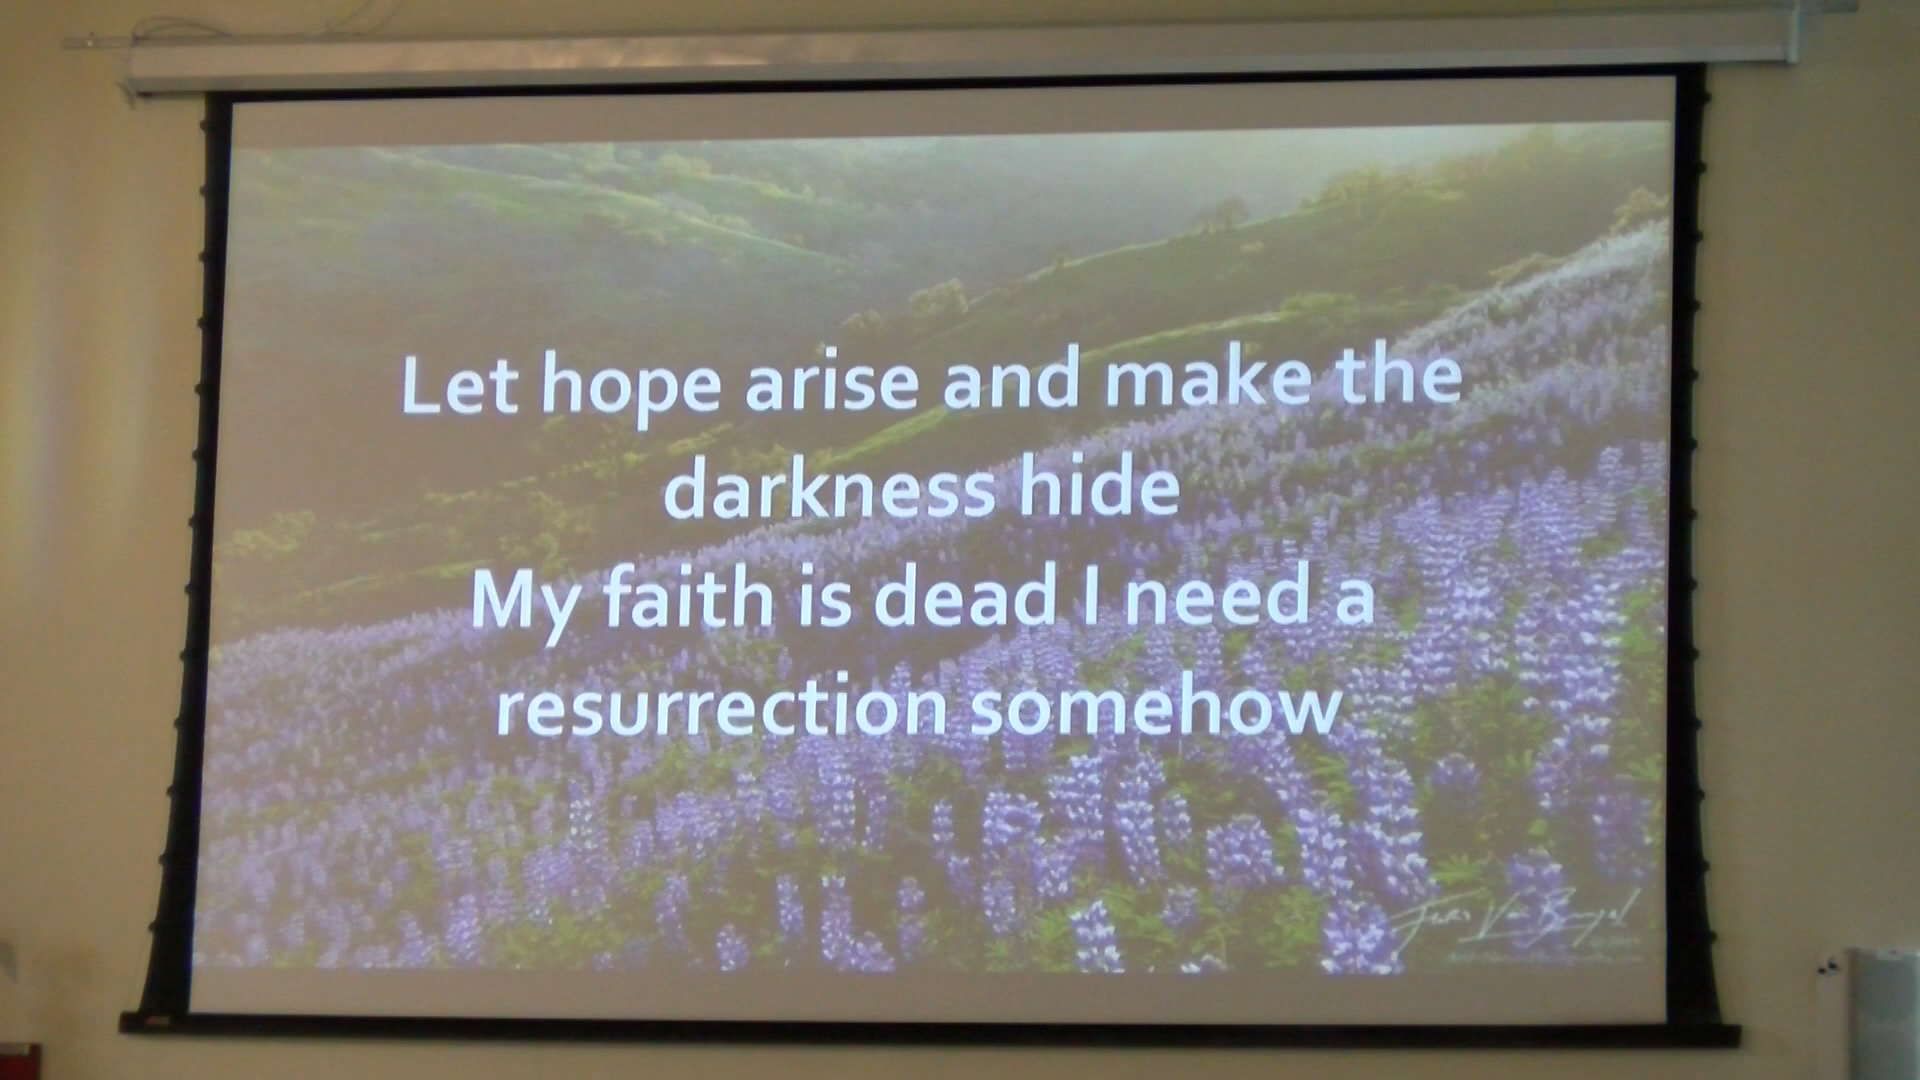 Let hope arise and make the
darkness hide
My faith is dead I need a
resurrection somehow